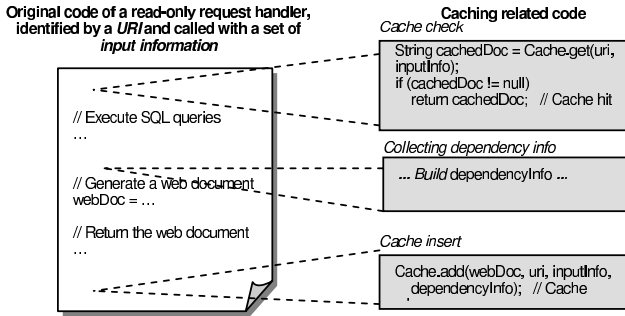 Original code of a read-only request handler,
identified by a URI and called with a set of
input information
// Execute SQL queries
...
// Generate a web document
webDoc = ...
// Return the web document
...
Caching related code
Cache check
String cachedDoc = Cache.get(uri,
inputInfo);
if (cachedDoc != null)
return cachedDoc; // Cache hit
Collecting dependency info
... Build dependencyInfo ...
Cache insert
Cache.add(webDoc, uri, inputInfo,
dependencyInfo); // Cache